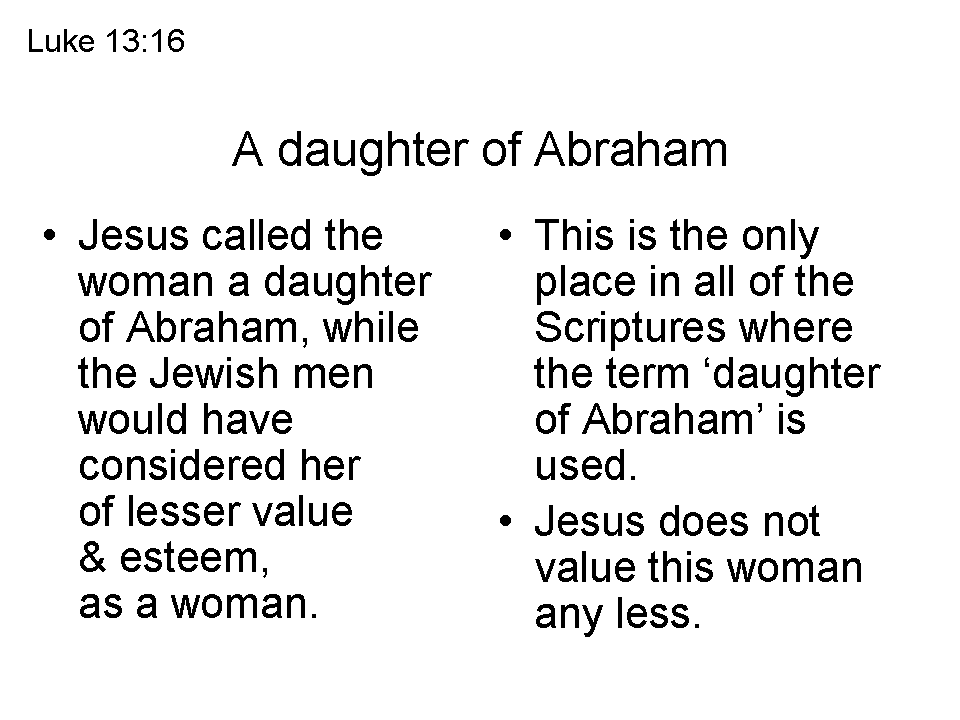 Luke 13:16
A daughter of Abraham
• Jesus called the
woman a daughter
of Abraham, while
the Jewish men
would have
considered her
of lesser value
& esteem,
as a woman.
• This is the only
place in all of the
Scriptures where
the term ‘daughter
of Abraham’ is
used.
• Jesus does not
value this woman
any less.